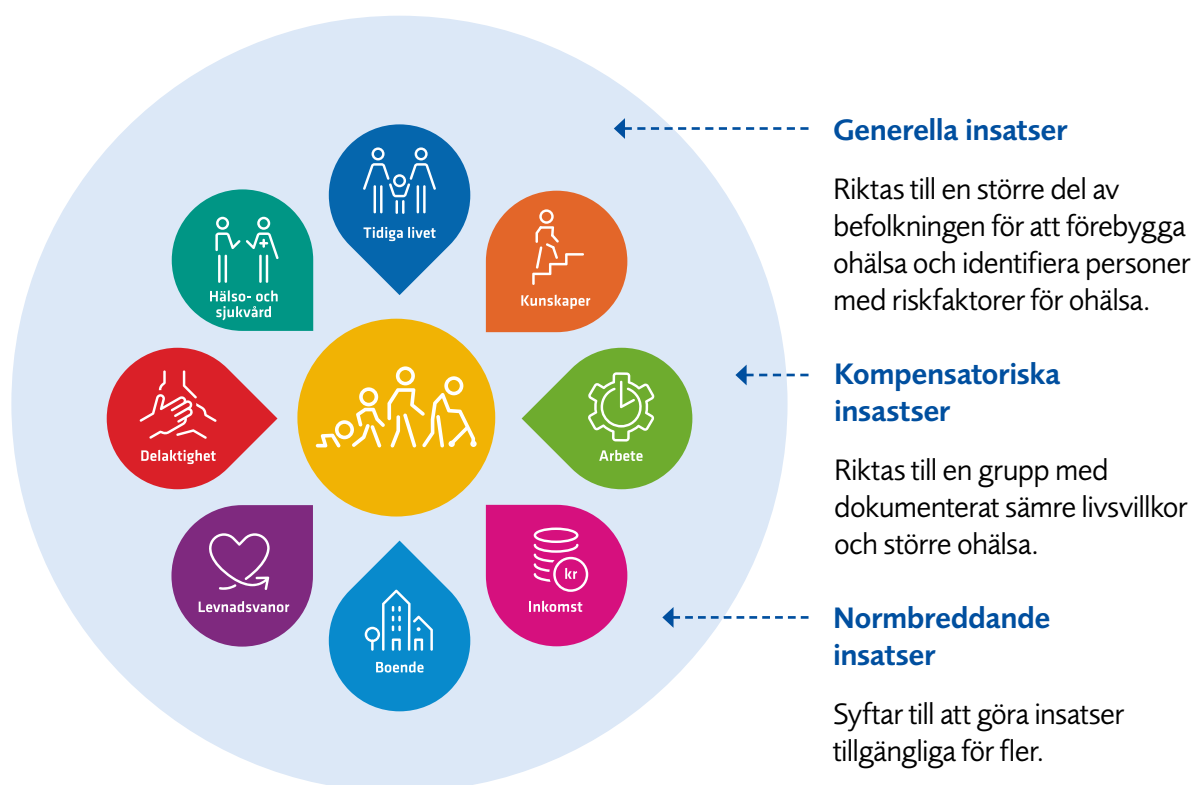 Tidiga livet
Kunskaper
Arbete
kr
Inkomst
Boende
Levnadsvanor
Delaktighet
Hälso- och
sjukvård
Generella insatser
Riktas till en större del av
befolkningen för att förebygga
ohälsa och identifiera personer
med riskfaktorer för ohälsa.
Kompensatoriska
insastser
Riktas till en grupp med
dokumenterat sämre livsvillkor
och större ohälsa.
Normbreddande
insatser
Syftar till att göra insatser
tillgängliga för fler.